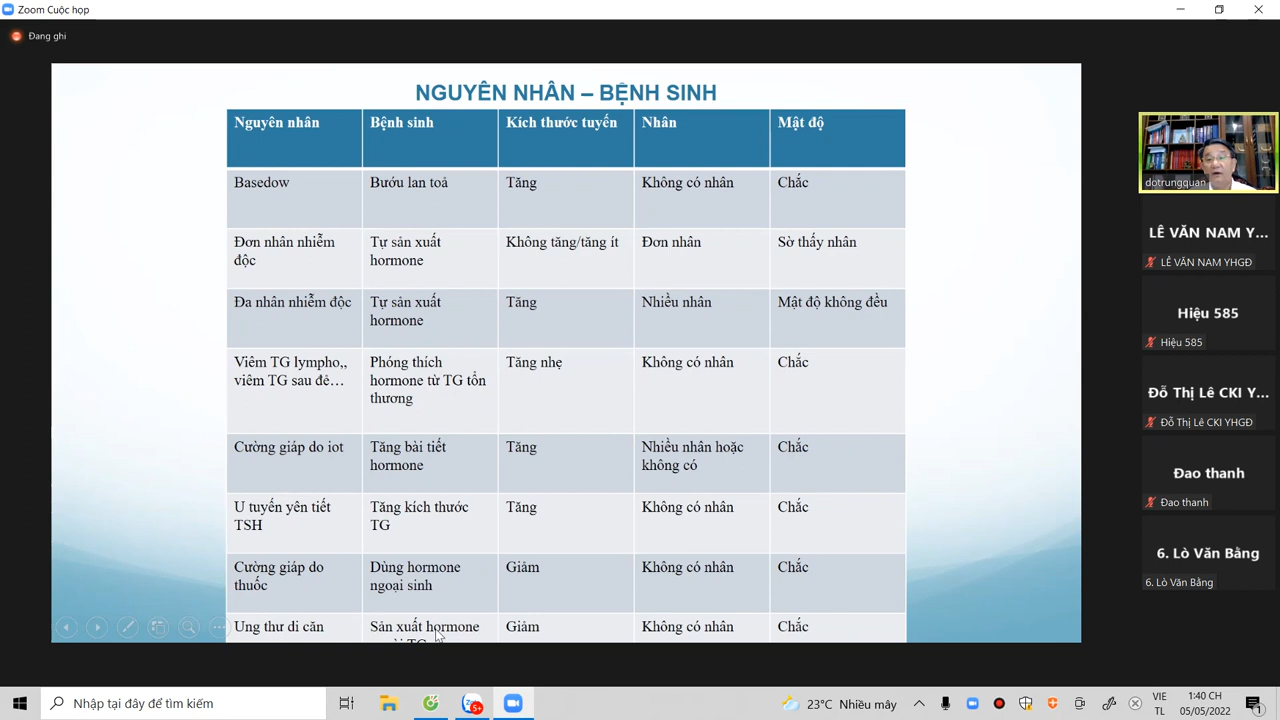 Zoom Cuộc họp
Đang ghi
NGUYÊN NHÂN – BỆNH SINH
Nguyên nhân Bệnh sinh Kích thước tuyến Nhân Mật độ
Basedow Bướu lan toả Tăng Không có nhân Chắc
Đơn nhân nhiễm Tự sản xuất Không tăng/tăng ít Đơn nhân Sờ thấy nhân
độc hormone
Đa nhân nhiễm độc Tự sản xuất Tăng Nhiều nhân Mật độ không đều
hormone
Viêm TG lympho,, Phóng thích Tăng nhẹ Không có nhân Chắc
viêm TG sau đẻ… hormone từ TG tổn
thương
Cường giáp do iot Tăng bài tiết Tăng Nhiều nhân hoặc Chắc
hormone không có
U tuyến yên tiết Tăng kích thước Tăng Không có nhân Chắc
TSH TG
Cường giáp do Dùng hormone Giảm Không có nhân Chắc
thuốc ngoại sinh
Ung thư di căn Sản xuất hormone Giảm Không có nhân Chắc
dotrungquan
LÊ VĂN NAM Y...
LÊ VĂN NAM YHGĐ
Hiệu 585
Hiệu 585
Đỗ Thị Lê CKI Y...
Đỗ Thị Lê CKI YHGĐ
Đao thanh
Đao thanh
6. Lò Văn Bằng
6. Lò Văn Bằng
Nhập tại đây để tìm kiếm
5+
23°C Nhiều mây
VIE
TL
1:40 CH
05/05/2022
1